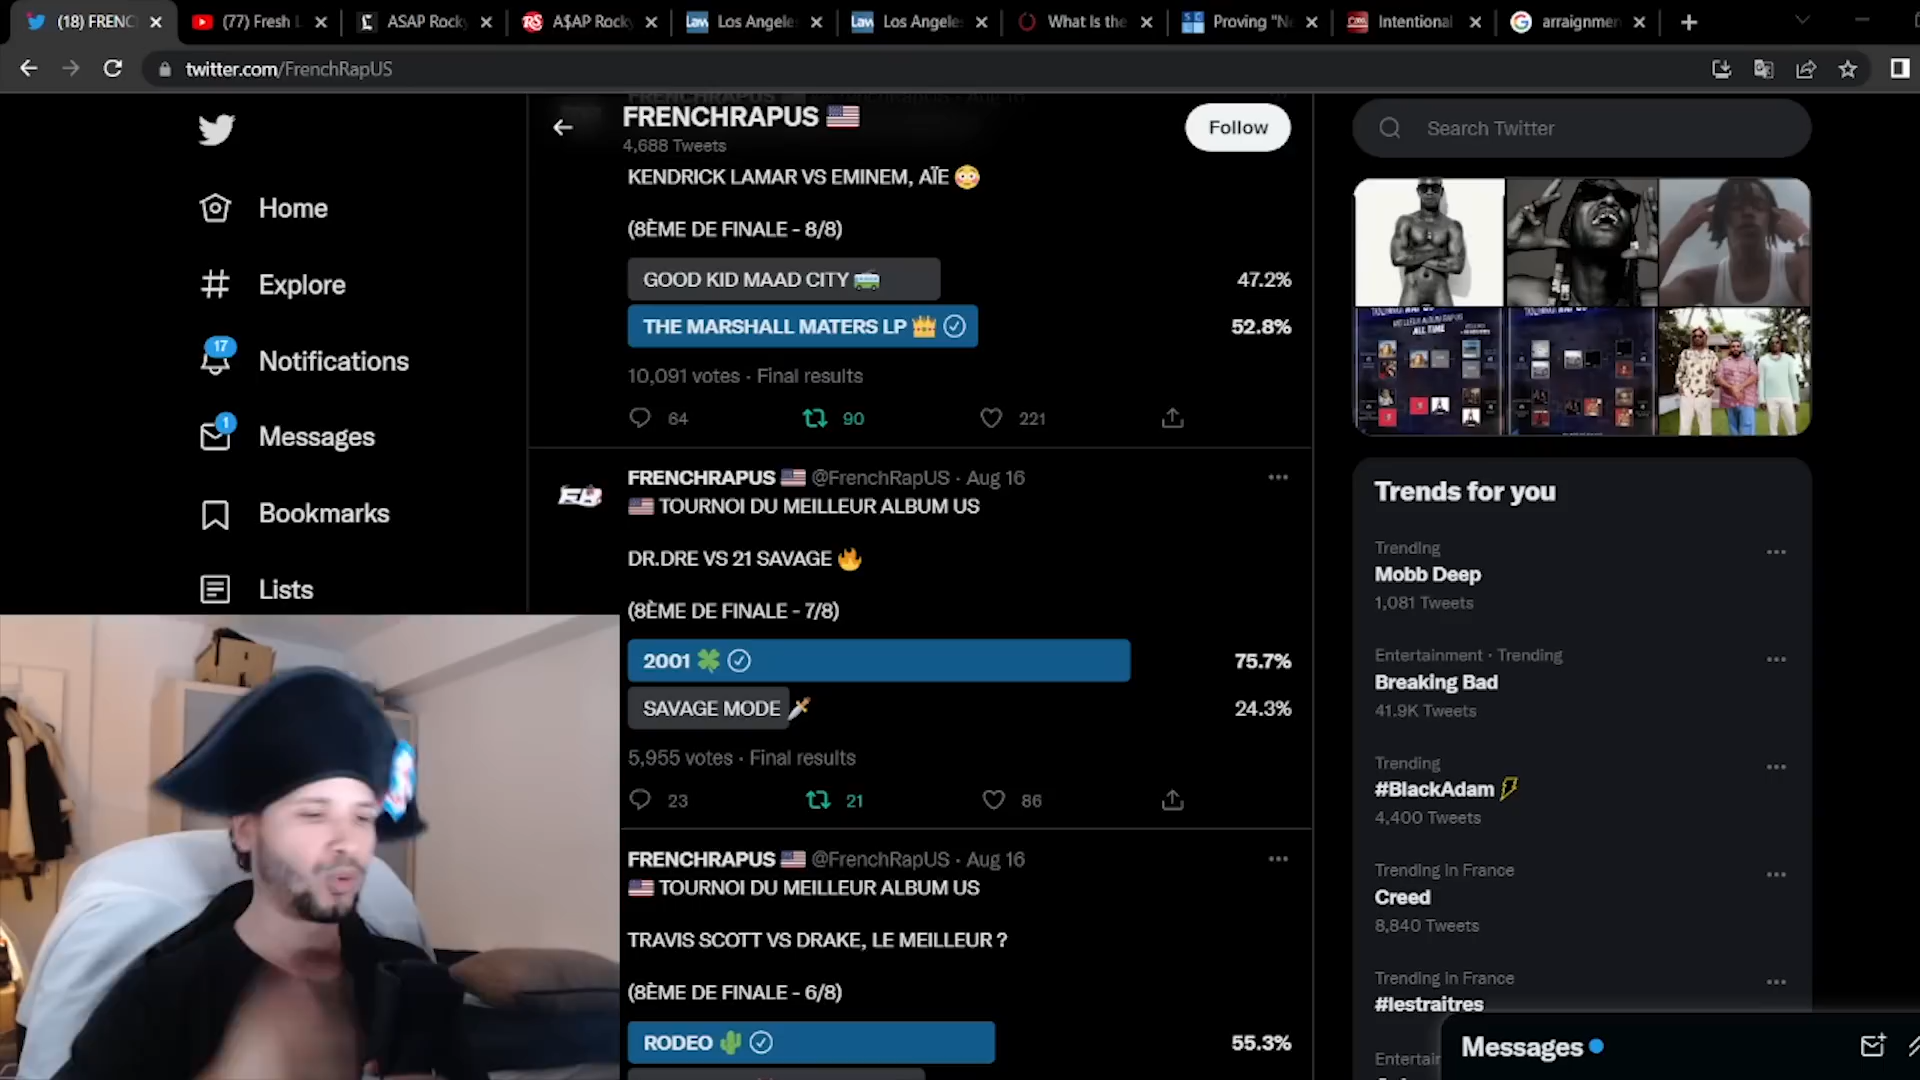 (18) FRENC
(77) Fresh L
ASAP Rocky
A$AP Rocky
Law
Los Angele
Law
Los Angele
What Is the
Proving "Ne
Intentional
arraignmen
twitter.com/FrenchRapUS
Home
Explore
17
Notifications
1
Messages
Bookmarks
Lists
FRENCHRAPUS 🇺🇸
4,688 Tweets
Follow
KENDRICK LAMAR VS EMINEM, AÏE 😳
(8ÈME DE FINALE - 8/8)
GOOD KID MAAD CITY 🚎
47.2%
THE MARSHALL MATERS LP 👑
52.8%
10,091 votes · Final results
64
90
221
FRENCHRAPUS 🇺🇸 @FrenchRapUS · Aug 16
🇺🇸 TOURNOI DU MEILLEUR ALBUM US
DR.DRE VS 21 SAVAGE 🔥
(8ÈME DE FINALE - 7/8)
2001 🍀
75.7%
SAVAGE MODE 🗡
24.3%
5,955 votes · Final results
23
21
86
FRENCHRAPUS 🇺🇸 @FrenchRapUS · Aug 16
🇺🇸 TOURNOI DU MEILLEUR ALBUM US
TRAVIS SCOTT VS DRAKE, LE MEILLEUR ?
(8ÈME DE FINALE - 6/8)
RODEO 🌵
55.3%
Search Twitter
Trends for you
Trending
Mobb Deep
1,081 Tweets
Entertainment · Trending
Breaking Bad
41.9K Tweets
Trending
#BlackAdam
4,400 Tweets
Trending in France
Creed
8,840 Tweets
Trending in France
#lestraitres
Entertain
Messages